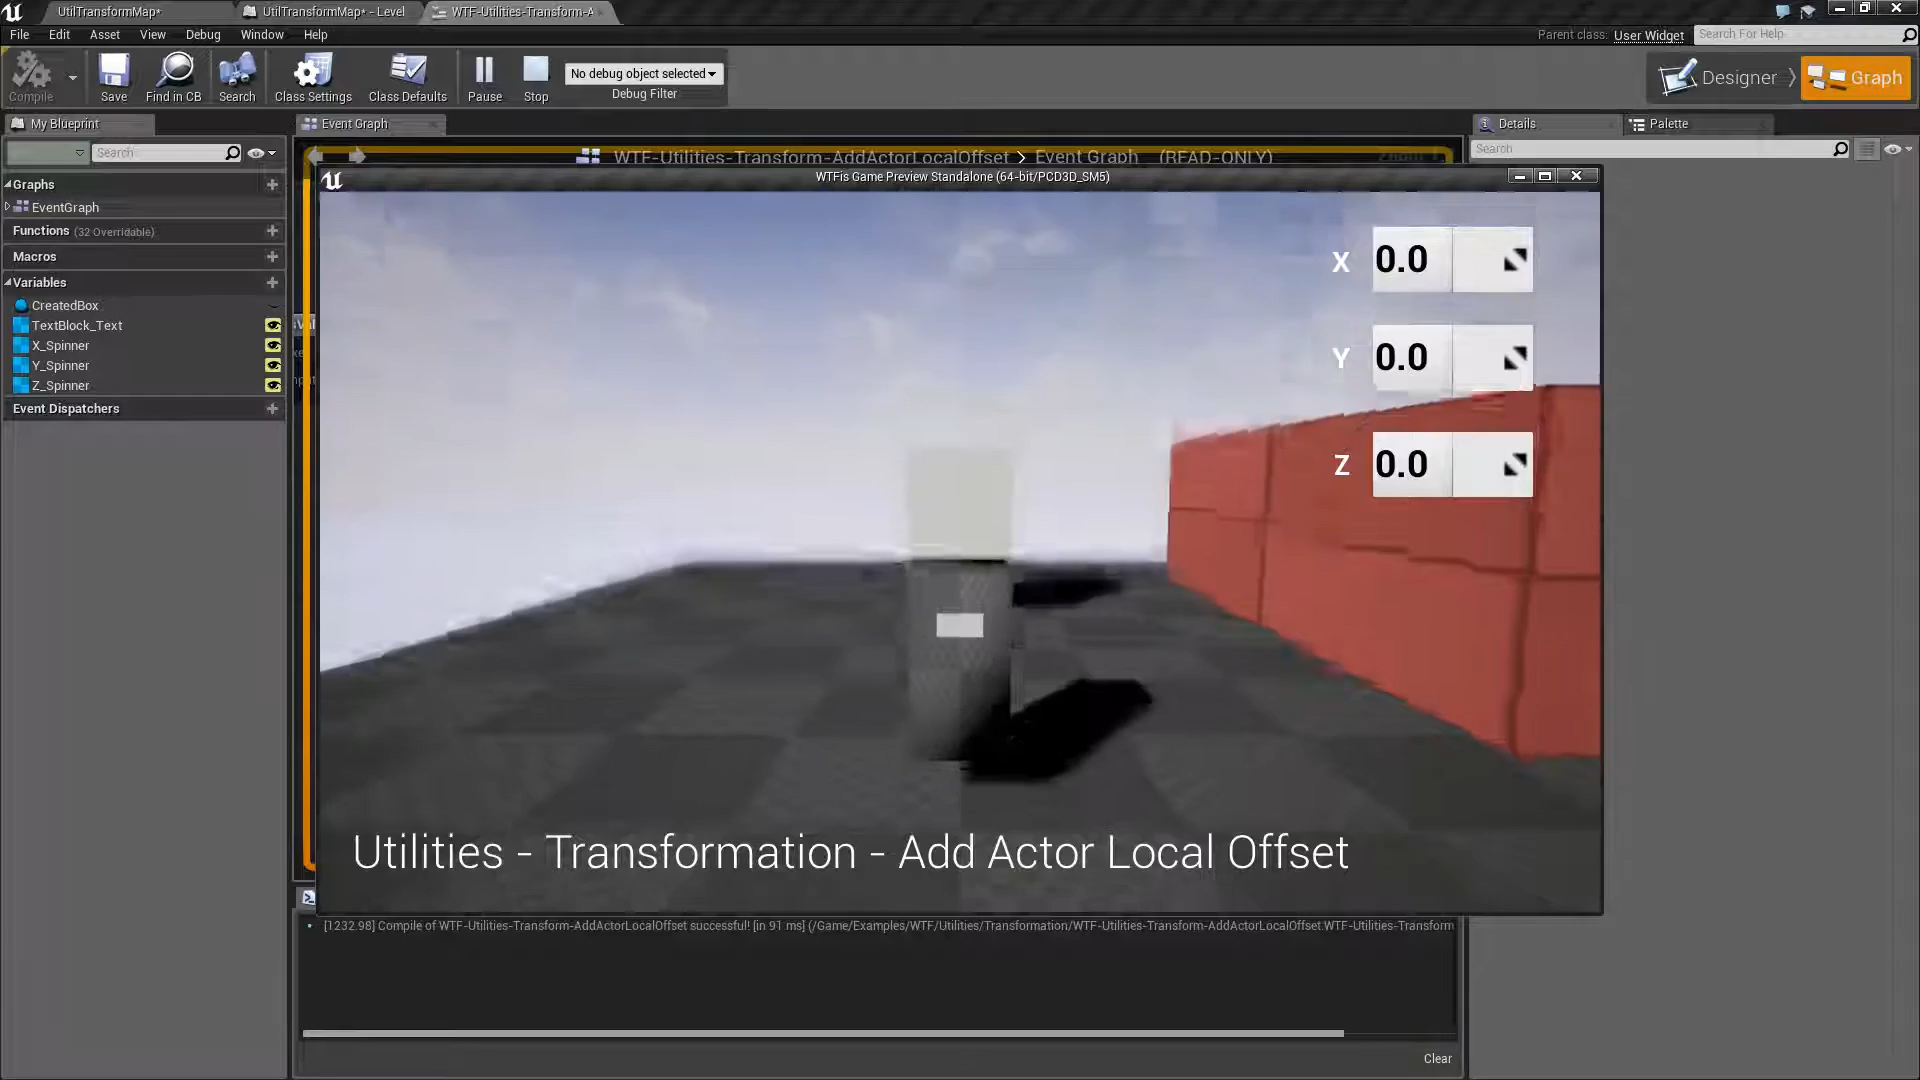 UtilTransformMap*
UtilTransformMap* - Level
WTF-Utilities-Transform-A
File Edit Asset View Debug Window Help
Parent class: User Widget
Search For Help
Compile
Save
Find in CB
Search
Class Settings
Class Defaults
Pause
Stop
No debug object selected
Debug Filter
Designer
Graph
My Blueprint
Event Graph
Details
Palette
Search
WTF-Utilities-Transform-AddActorLocalOffset > Event Graph (READ-ONLY)
Search
WTFis Game Preview Standalone (64-bit/PCD3D_SM5)
Graphs
EventGraph
Functions (32 Overridable)
Macros
Variables
CreatedBox
TextBlock_Text
X_Spinner
Y_Spinner
Z_Spinner
Event Dispatchers
X 0.0
Y 0.0
Z 0.0
Utilities - Transformation - Add Actor Local Offset
[1232.98] Compile of WTF-Utilities-Transform-AddActorLocalOffset successful! [in 91 ms] (/Game/Examples/WTF/Utilities/Transformation/WTF-Utilities-Transform-AddActorLocalOffset.WTF-Utilities-Transform
Clear